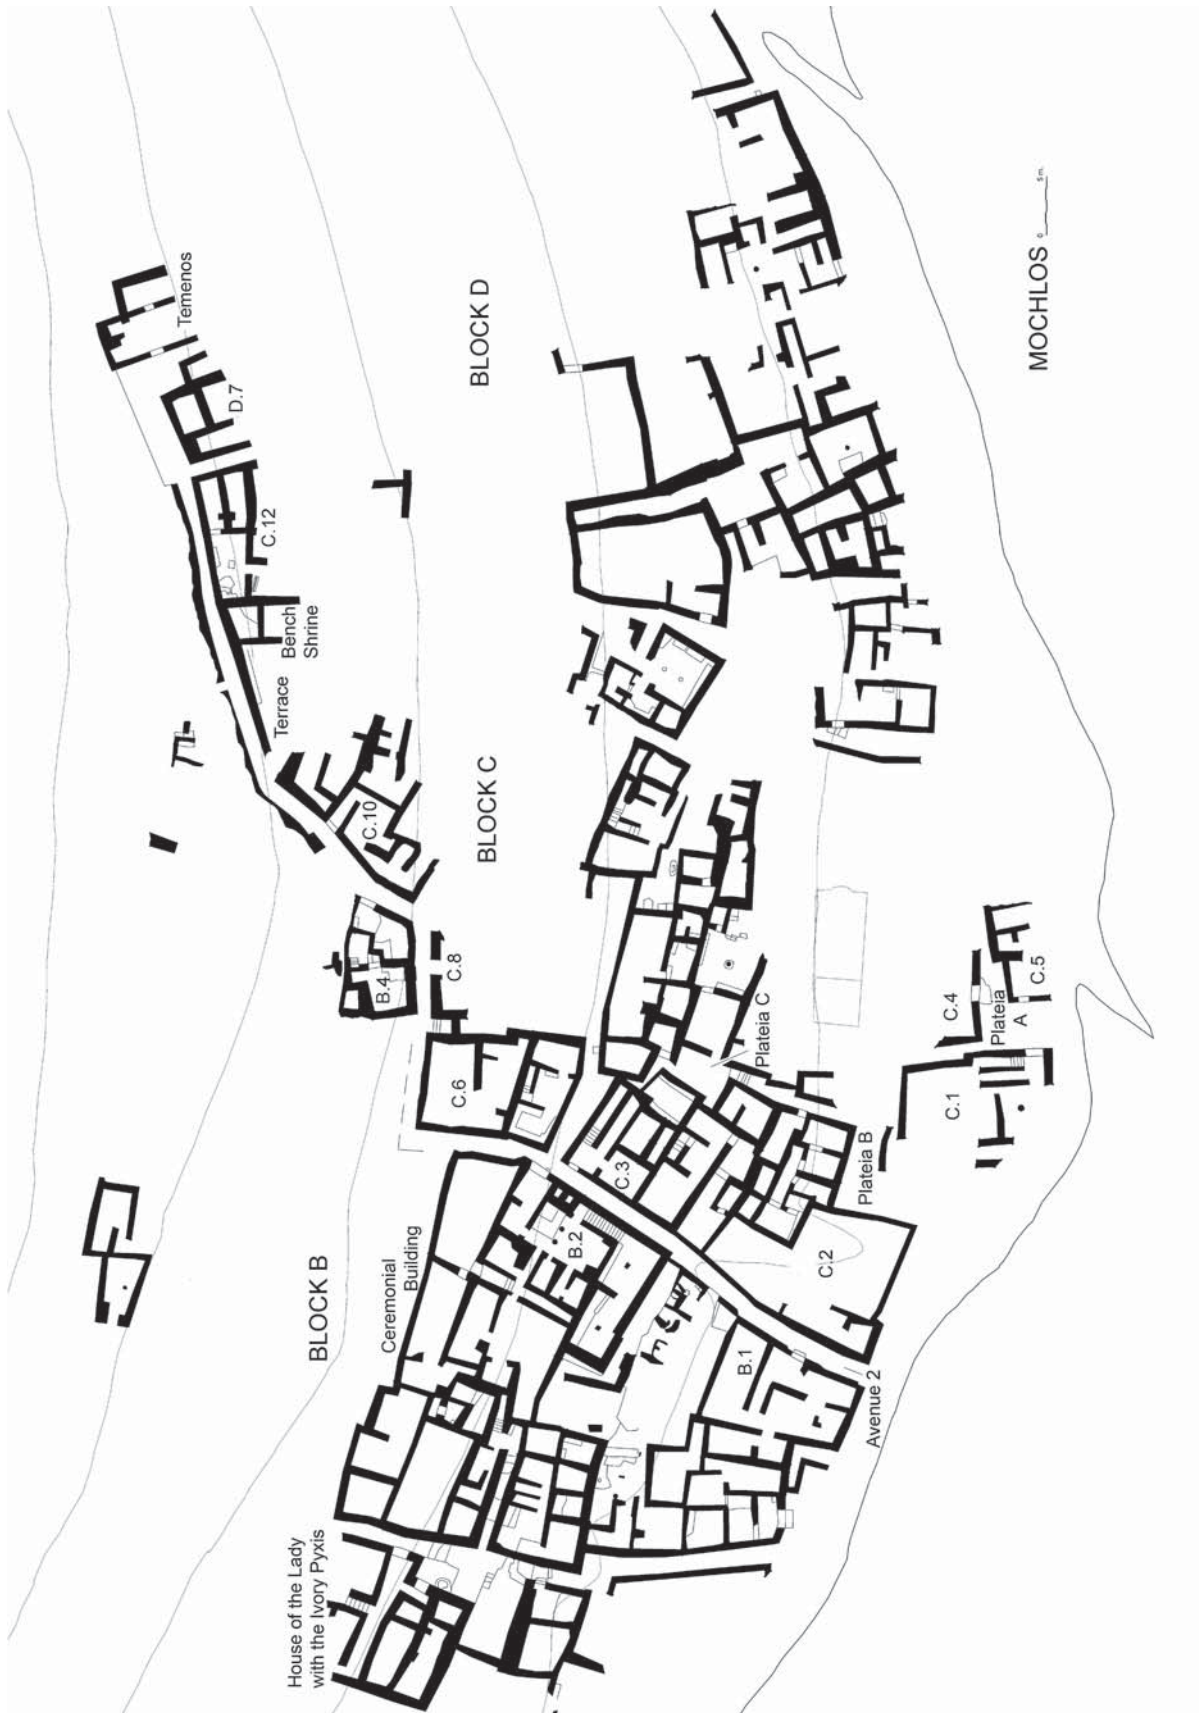 House of the Lady
with the Ivory Pyxis
BLOCK B
Ceremonial
Building
B.2
B.1
Avenue 2
C.2
C.3
C.6
Plateia B
Plateia C
B.4
C.8
C.10
BLOCK C
C.1
C.4
Plateia
A
C.5
Terrace
Bench
Shrine
C.12
D.7
Temenos
BLOCK D
MOCHLOS
0
5 m.